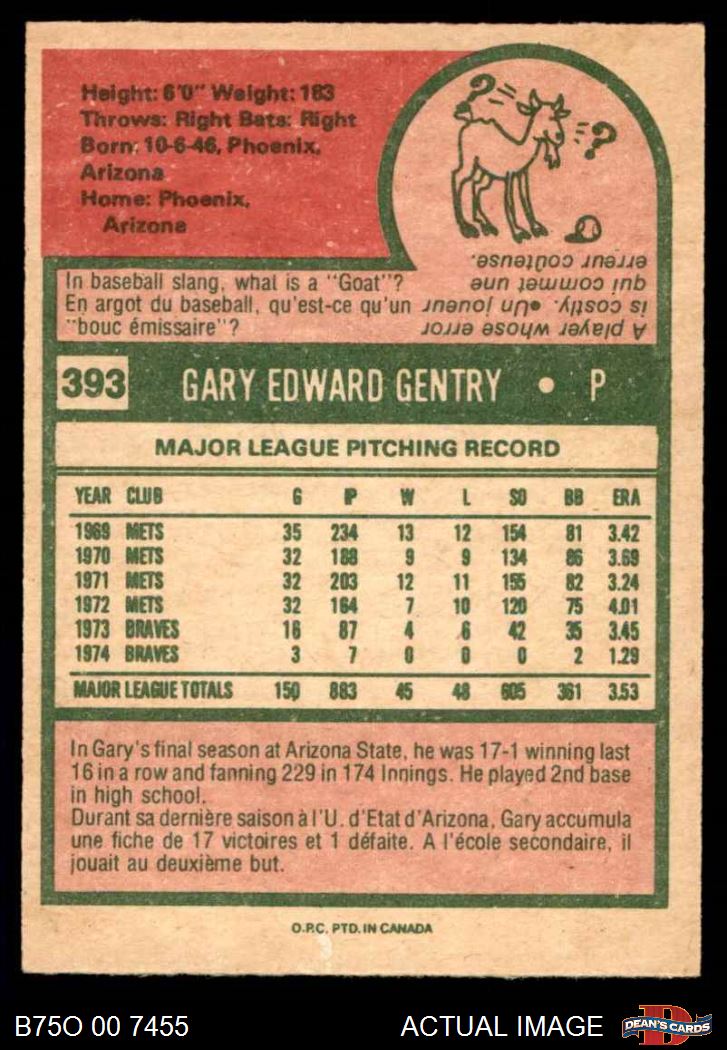 Height: 6'0" Weight: 183
Throws: Right Bats: Right
Born: 10-6-46, Phoenix,
Arizona
Home: Phoenix,
Arizona
? ?
In baseball slang, what is a "Goat"?
En argot du baseball, qu'est-ce qu'un
"bouc émissaire"?
A player whose error
is costly. •Un joueur
qui commet une
erreur coûteuse.
393 GARY EDWARD GENTRY • P
MAJOR LEAGUE PITCHING RECORD
YEAR CLUB G IP W L SO BB ERA
1969 METS 35 234 13 12 154 81 3.42
1970 METS 32 188 9 9 134 86 3.69
1971 METS 32 203 12 11 155 82 3.24
1972 METS 32 164 7 10 120 75 4.01
1973 BRAVES 16 87 4 6 42 35 3.45
1974 BRAVES 3 7 0 0 0 2 1.29
MAJOR LEAGUE TOTALS 150 883 45 48 605 361 3.53
In Gary's final season at Arizona State, he was 17-1 winning last
16 in a row and fanning 229 in 174 Innings. He played 2nd base
in high school.
Durant sa dernière saison à l'U. d'Etat d'Arizona, Gary accumula
une fiche de 17 victoires et 1 défaite. A l'école secondaire, il
jouait au deuxième but.
O.P.C. PTD. IN CANADA
B75O 00 7455 ACTUAL IMAGE D DEAN'S CARDS